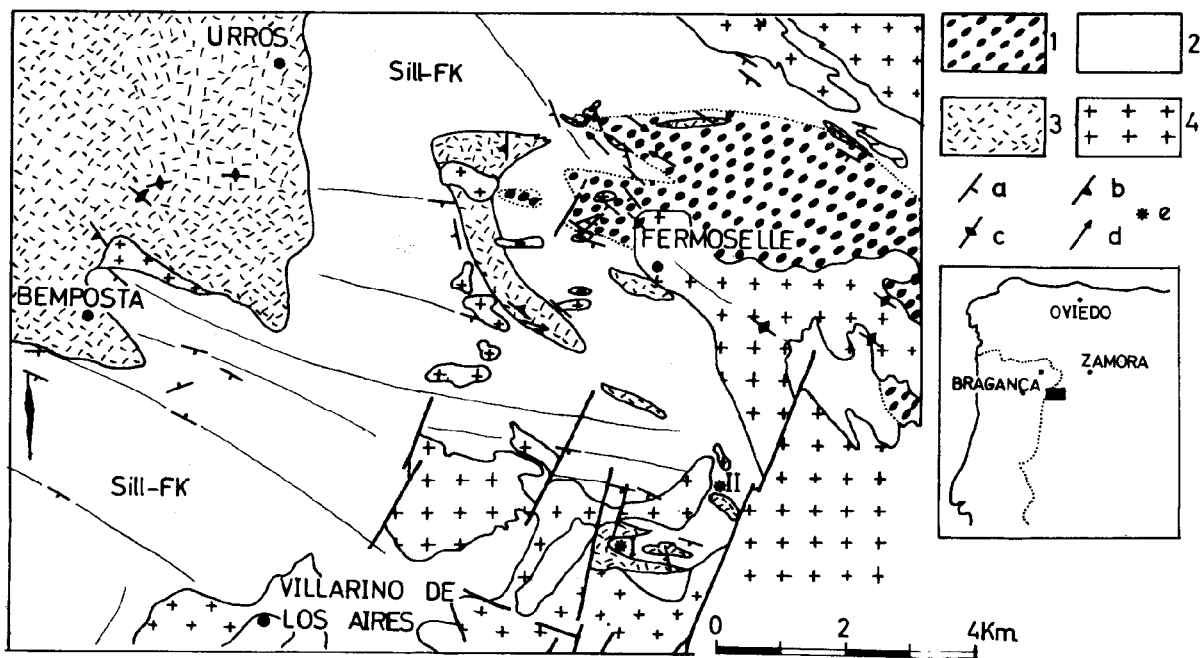 URROS
Sill-FK
FERMOSELLE
BEMPOSTA
Sill-FK
II
I
VILLARINO DE
LOS AIRES
0 2 4Km
1 2
3 4
a b
c d e
OVIEDO
ZAMORA
BRAGANÇA